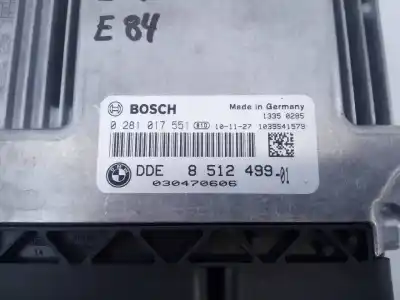 E 84
BOSCH
Made in Germany
1335 0285
0 281 017 551 10-11-27 1039S41579
DDE 8 512 499-01
030470606